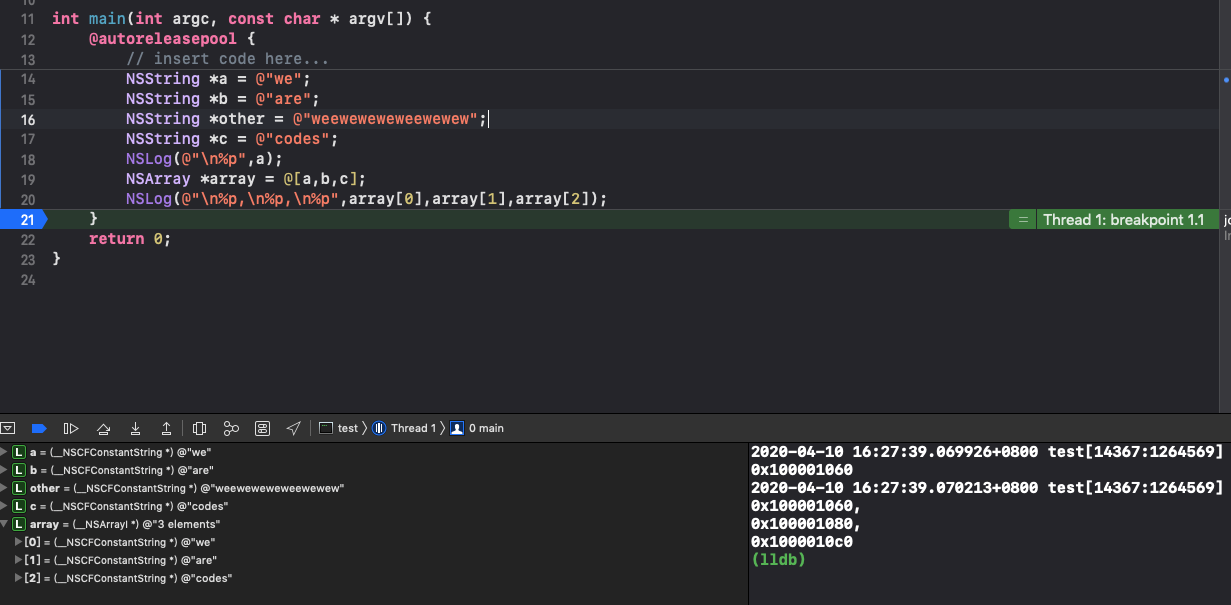 10
11 int main(int argc, const char * argv[]) {
12 @autoreleasepool {
13 // insert code here...
14 NSString *a = @"we";
15 NSString *b = @"are";
16 NSString *other = @"weeweweweweewewew";
17 NSString *c = @"codes";
18 NSLog(@"\n%p",a);
19 NSArray *array = @[a,b,c];
20 NSLog(@"\n%p,\n%p,\n%p",array[0],array[1],array[2]);
21 } = Thread 1: breakpoint 1.1
22 return 0;
23 }
24
test Thread 1 0 main
L a = (__NSCFConstantString *) @"we"
L b = (__NSCFConstantString *) @"are"
L other = (__NSCFConstantString *) @"weeweweweweewewew"
L c = (__NSCFConstantString *) @"codes"
L array = (__NSArrayI *) @"3 elements"
[0] = (__NSCFConstantString *) @"we"
[1] = (__NSCFConstantString *) @"are"
[2] = (__NSCFConstantString *) @"codes"
2020-04-10 16:27:39.069926+0800 test[14367:1264569]
0x100001060
2020-04-10 16:27:39.070213+0800 test[14367:1264569]
0x100001060,
0x100001080,
0x1000010c0
(lldb)